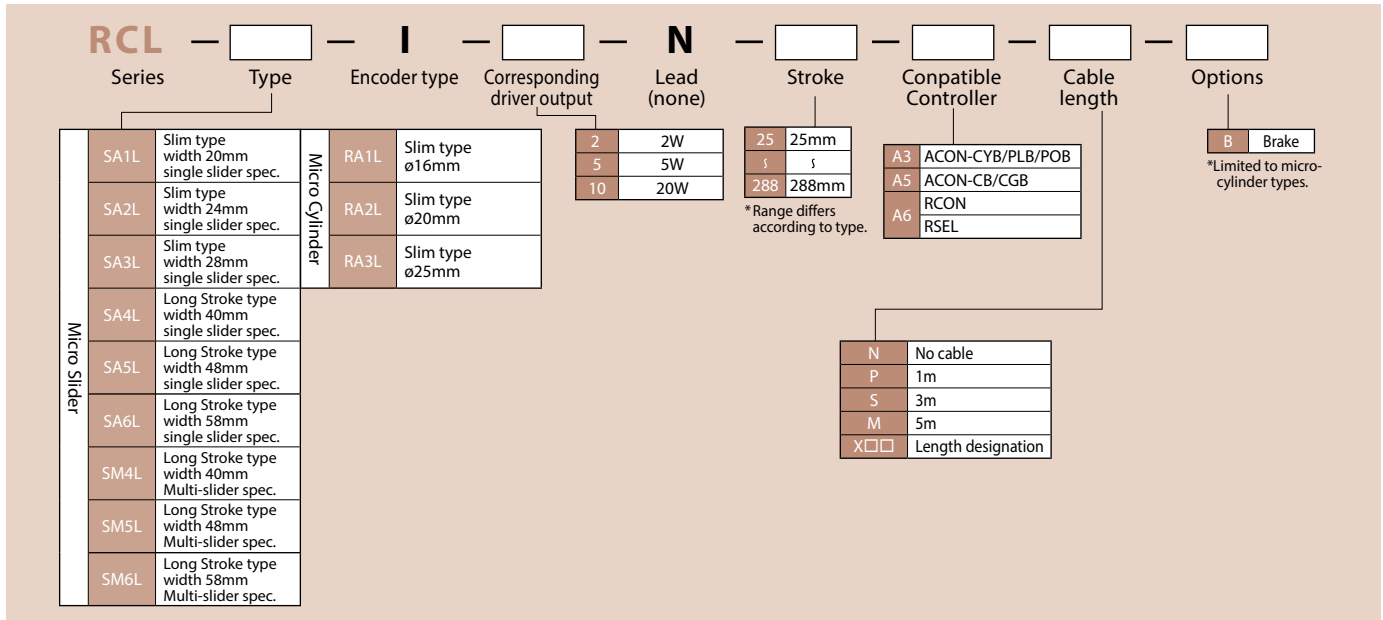 RCL — — I — — N — — — —
Series
Type
Encoder type
Corresponding
driver output
Lead
(none)
Stroke
Conpatible
Controller
Cable
length
Options
Micro Slider
SA1L
Slim type
width 20mm
single slider spec.
SA2L
Slim type
width 24mm
single slider spec.
SA3L
Slim type
width 28mm
single slider spec.
SA4L
Long Stroke type
width 40mm
single slider spec.
SA5L
Long Stroke type
width 48mm
single slider spec.
SA6L
Long Stroke type
width 58mm
single slider spec.
SM4L
Long Stroke type
width 40mm
Multi-slider spec.
SM5L
Long Stroke type
width 48mm
Multi-slider spec.
SM6L
Long Stroke type
width 58mm
Multi-slider spec.
Micro Cylinder
RA1L
Slim type
ø16mm
RA2L
Slim type
ø20mm
RA3L
Slim type
ø25mm
2 2W
5 5W
10 20W
25 25mm
⸾ ⸾
288 288mm
* Range differs
according to type.
A3 ACON-CYB/PLB/POB
A5 ACON-CB/CGB
A6
RCON
RSEL
N No cable
P 1m
S 3m
M 5m
X□□ Length designation
B Brake
*Limited to micro-
cylinder types.